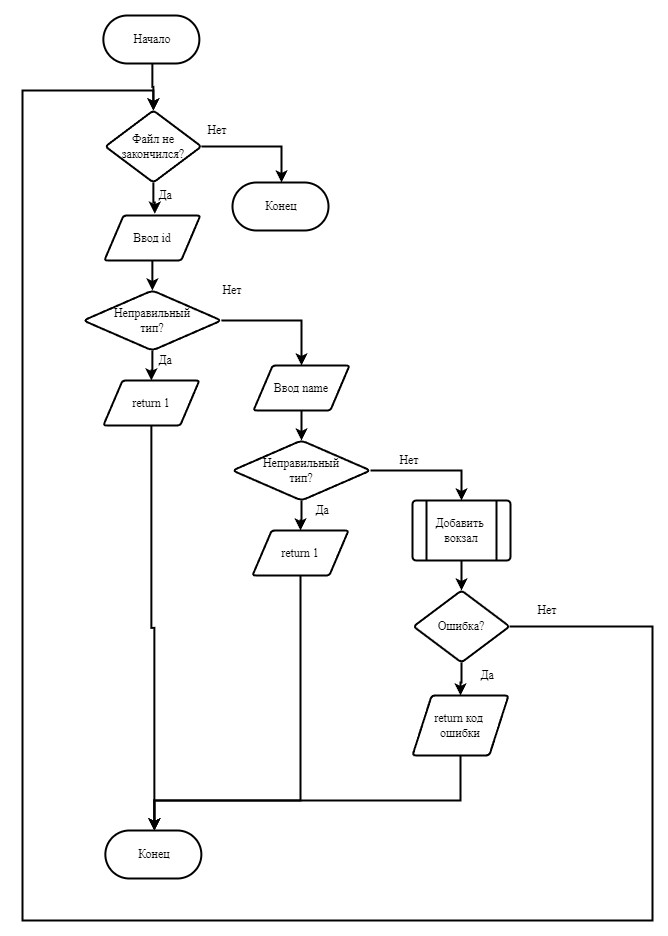 Начало
Файл не
закончился?
Нет
Да
Конец
Ввод id
Неправильный
тип?
Нет
Да
return 1
Ввод name
Неправильный
тип?
Нет
Да
return 1
Добавить
вокзал
Ошибка?
Нет
Да
return код
ошибки
Конец